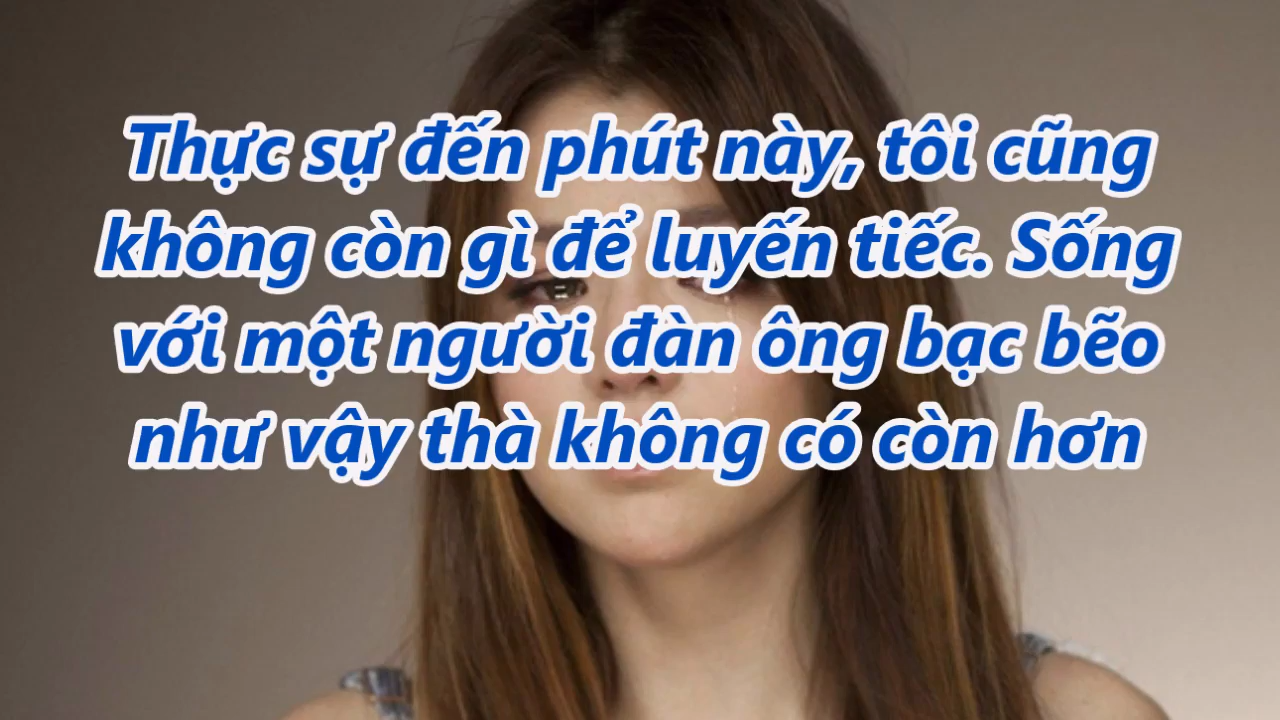 Thực sự đến phút này, tôi cũng
không còn gì để luyến tiếc. Sống
với một người đàn ông bạc bẽo
như vậy thà không có còn hơn